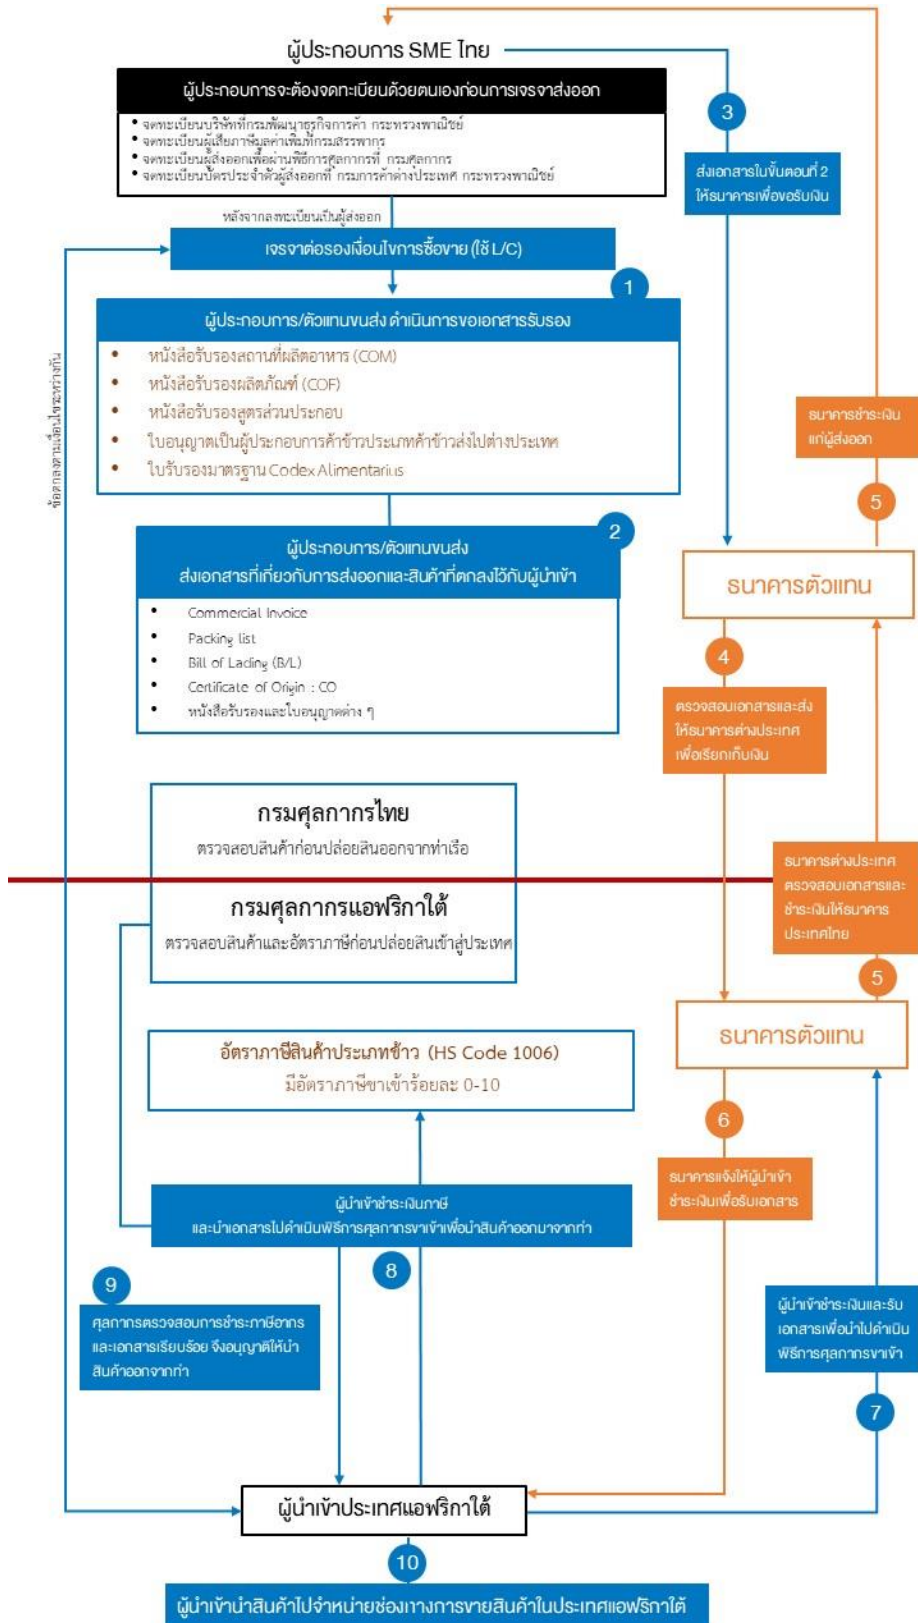 ผู้ประกอบการ SME ไทย
ผู้ประกอบการจะต้องจดทะเบียนด้วยตนเองก่อนการเจรจาส่งออก
• จดทะเบียนบริษัทที่กรมพัฒนาธุรกิจการค้า กระทรวงพาณิชย์
• จดทะเบียนผู้เสียภาษีมูลค่าเพิ่มที่กรมสรรพากร
• จดทะเบียนผู้ส่งออกเพื่อผ่านพิธีการศุลกากรที่ กรมศุลกากร
• จดทะเบียนบัตรประจำตัวผู้ส่งออกที่ กรมการค้าต่างประเทศ กระทรวงพาณิชย์
3
ส่งเอกสารในขั้นตอนที่ 2
ให้ธนาคารเพื่อขอรับเงิน
หลังจากลงทะเบียนเป็นผู้ส่งออก
เจรจาต่อรองเงื่อนไขการซื้อขาย (ใช้ L/C)
1
ผู้ประกอบการ/ตัวแทนขนส่ง ดำเนินการขอเอกสารรับรอง
• หนังสือรับรองสถานที่ผลิตอาหาร (COM)
• หนังสือรับรองผลิตภัณฑ์ (COF)
• หนังสือรับรองสูตรส่วนประกอบ
• ใบอนุญาตเป็นผู้ประกอบการค้าข้าวประเภทค้าข้าวส่งไปต่างประเทศ
• ใบรับรองมาตรฐาน Codex Alimentarius
ข้อตกลงตามเงื่อนไขระหว่างกัน
ธนาคารชำระเงิน
แก่ผู้ส่งออก
5
2
ผู้ประกอบการ/ตัวแทนขนส่ง
ส่งเอกสารที่เกี่ยวกับการส่งออกและสินค้าที่ตกลงไว้กับผู้นำเข้า
• Commercial Invoice
• Packing list
• Bill of Lading (B/L)
• Certificate of Origin : CO
• หนังสือรับรองและใบอนุญาตต่าง ๆ
ธนาคารตัวแทน
4
ตรวจสอบเอกสารและส่ง
ให้ธนาคารต่างประเทศ
เพื่อเรียกเก็บเงิน
กรมศุลกากรไทย
ตรวจสอบสินค้าก่อนปล่อยสินออกจากท่าเรือ
กรมศุลกากรแอฟริกาใต้
ตรวจสอบสินค้าและอัตราภาษีก่อนปล่อยสินเข้าสู่ประเทศ
ธนาคารต่างประเทศ
ตรวจสอบเอกสารและ
ชำระเงินให้ธนาคาร
ประเทศไทย
5
ธนาคารตัวแทน
อัตราภาษีสินค้าประเภทข้าว (HS Code 1006)
มีอัตราภาษีขาเข้าร้อยละ 0-10
6
ธนาคารแจ้งให้ผู้นำเข้า
ชำระเงินเพื่อรับเอกสาร
ผู้นำเข้าชำระเงินภาษี
และนำเอกสารไปดำเนินพิธีการศุลกากรขาเข้าเพื่อนำสินค้าออกมาจากท่า
8
9
ศุลกากรตรวจสอบการชำระภาษีอากร
และเอกสารเรียบร้อย จึงอนุญาติให้นำ
สินค้าออกจากท่า
ผู้นำเข้าชำระเงินและรับ
เอกสารเพื่อนำไปดำเนิน
พิธีการศุลกากรขาเข้า
7
ผู้นำเข้าประเทศแอฟริกาใต้
10
ผู้นำเข้านำสินค้าไปจำหน่ายช่องทางการขายสินค้าในประเทศแอฟริกาใต้